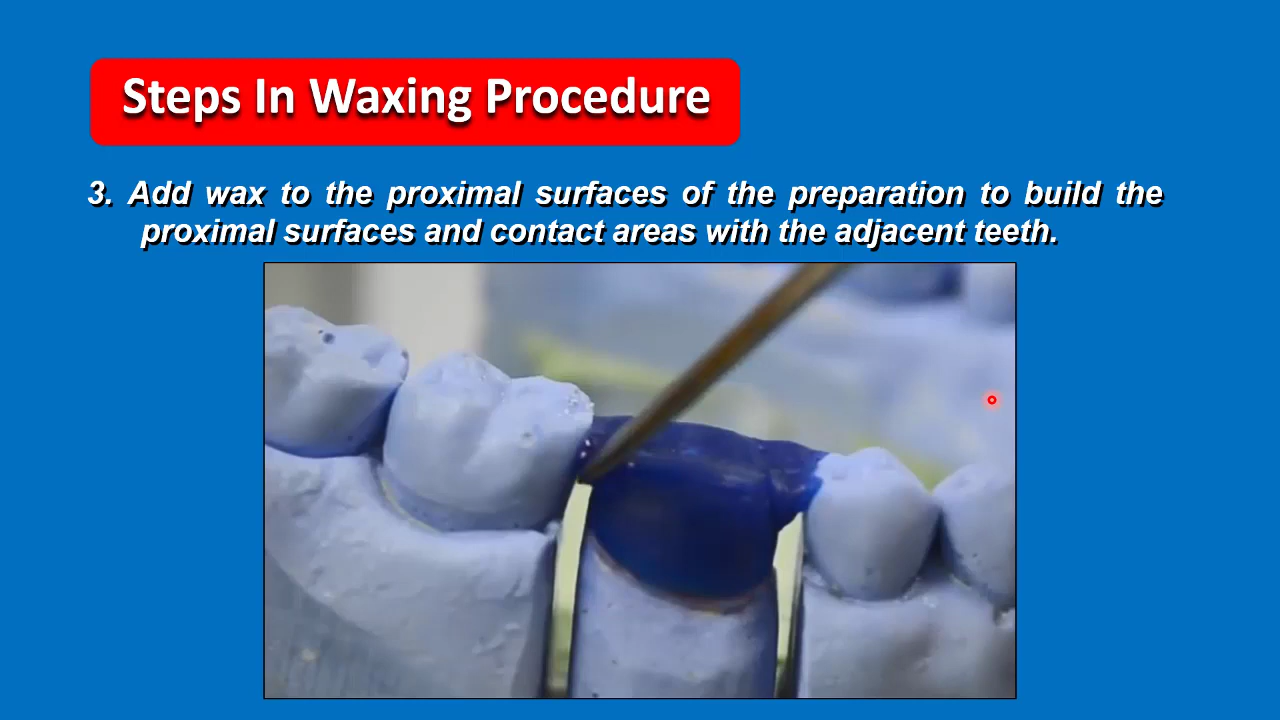 Steps In Waxing Procedure
3. Add wax to the proximal surfaces of the preparation to build the
proximal surfaces and contact areas with the adjacent teeth.